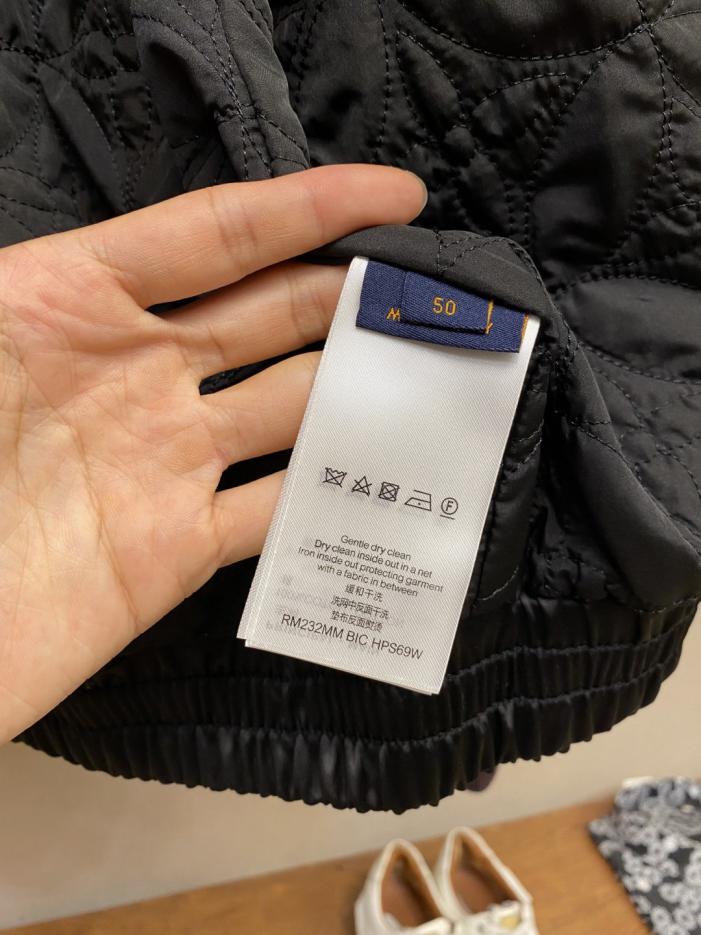 50
Gentle dry clean
Dry clean inside out in a net
Iron inside out protecting garment
with a fabric in between
缓和干洗
洗网中反面干洗
垫布反面熨烫
RM232MM BIC HPS69W